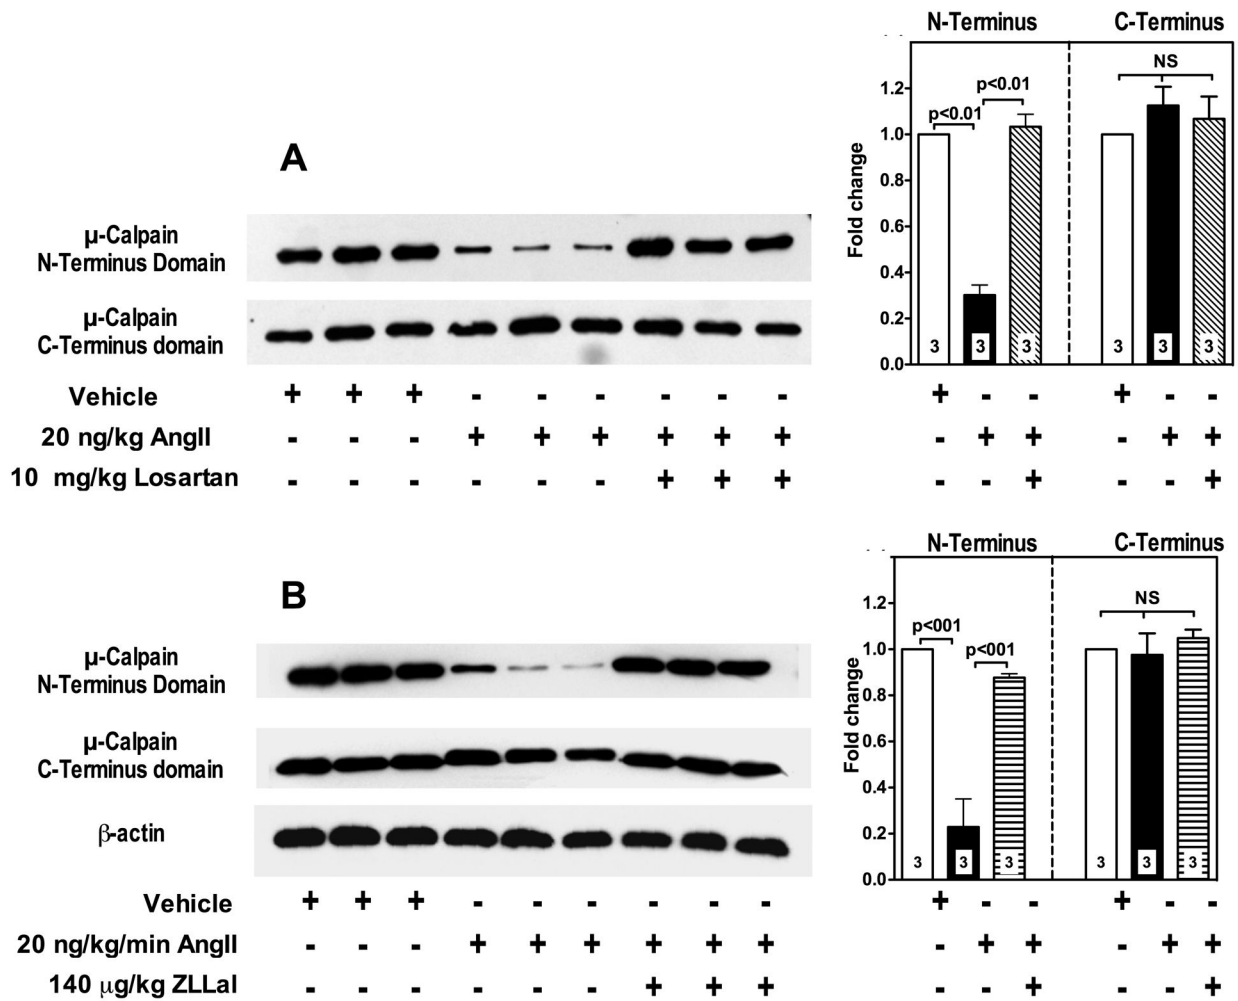 N-Terminus C-Terminus
NS
p<0.01
p<0.01
1.2
1.0
0.8
0.6
0.4
0.2
0.0
Fold change
3 3 3 3 3 3
A
µ-Calpain
N-Terminus Domain
µ-Calpain
C-Terminus domain
Vehicle + + + - - - - - - + - - + - -
20 ng/kg AngII - - - + + + + + + - + + - + +
10 mg/kg Losartan - - - - - - + + + - - + - - +
N-Terminus C-Terminus
NS
p<001
p<001
1.2
1.0
0.8
0.6
0.4
0.2
0.0
Fold change
3 3 3 3 3 3
B
µ-Calpain
N-Terminus Domain
µ-Calpain
C-Terminus domain
β-actin
Vehicle + + + - - - - - - + - - + - -
20 ng/kg/min AngII - - - + + + + + + - + + - + +
140 µg/kg ZLLal - - - - - - + + + - - + - - +